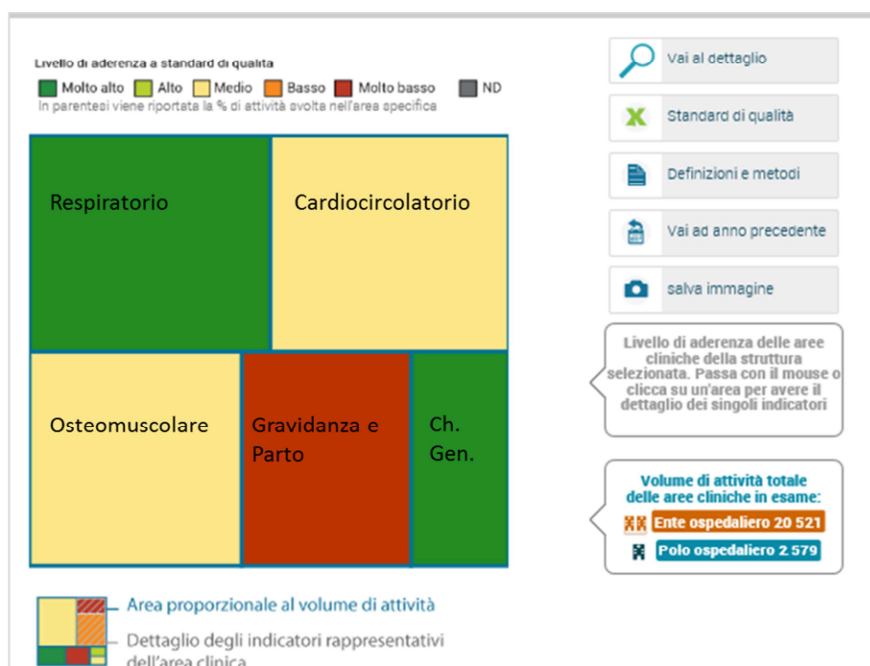 Livello di aderenza a standard di qualità
Molto alto Alto Medio Basso Molto basso ND
In parentesi viene riportata la % di attività svolta nell'area specifica
Respiratorio
Cardiocircolatorio
Osteomuscolare
Gravidanza e
Parto
Ch.
Gen.
Area proporzionale al volume di attività
Dettaglio degli indicatori rappresentativi
dell'area clinica
Vai al dettaglio
Standard di qualità
Definizioni e metodi
Vai ad anno precedente
salva immagine
Livello di aderenza delle aree
cliniche della struttura
selezionata. Passa con il mouse o
clicca su un'area per avere il
dettaglio dei singoli indicatori
Volume di attività totale
delle aree cliniche in esame:
Ente ospedaliero 20 521
Polo ospedaliero 2 579